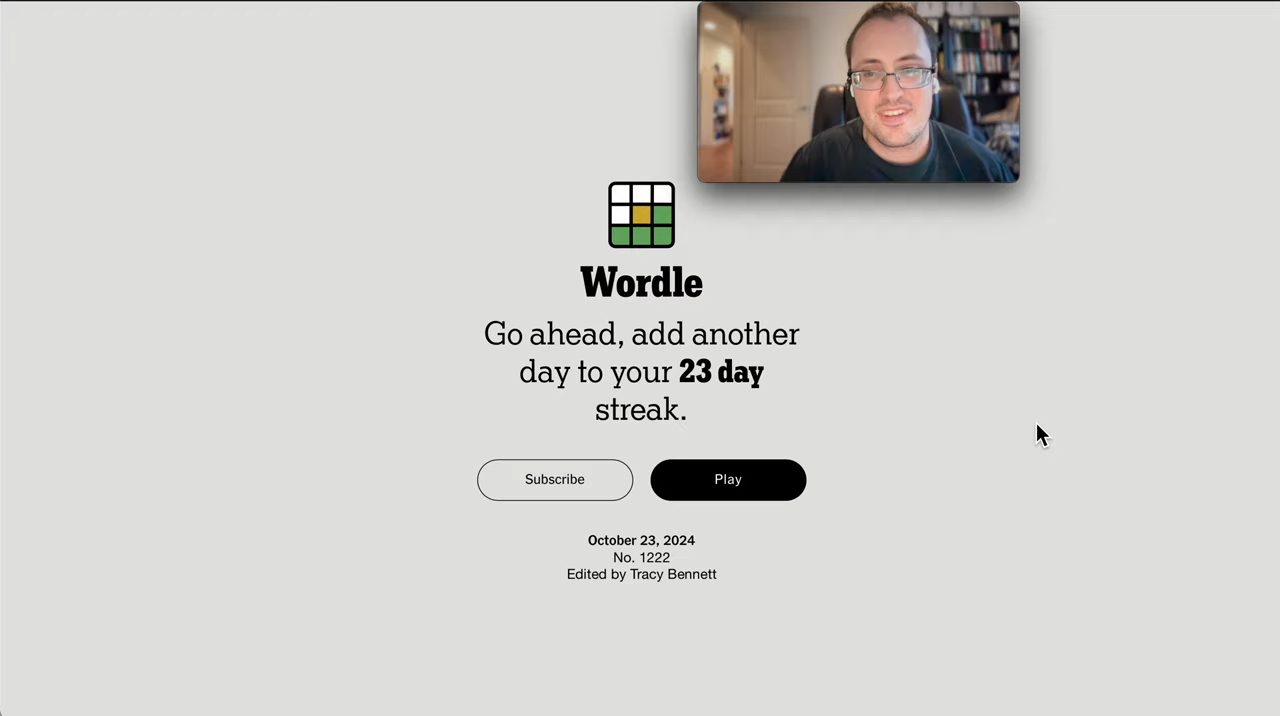 Wordle
Go ahead, add another
day to your 23 day
streak.
Subscribe
Play
October 23, 2024
No. 1222
Edited by Tracy Bennett